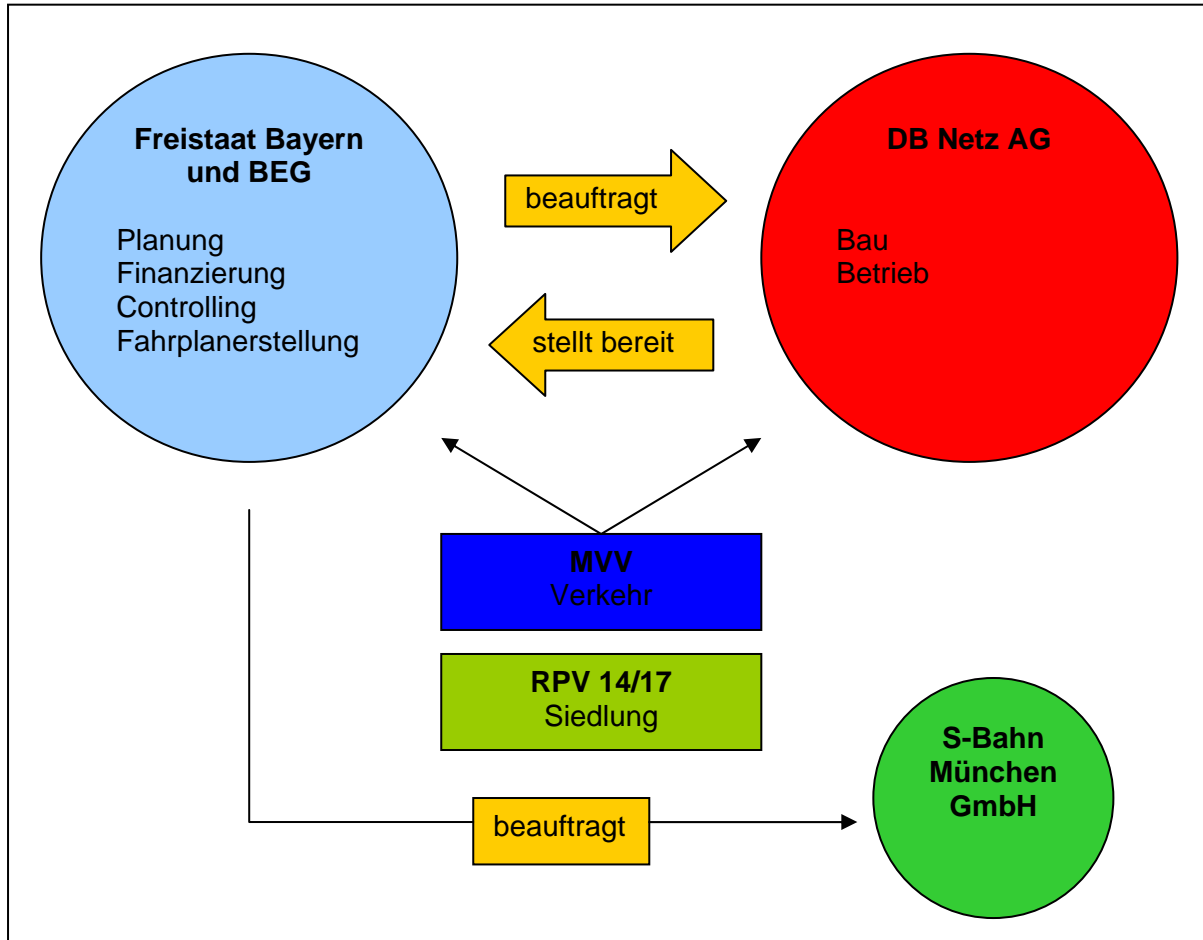 Freistaat Bayern
und BEG
Planung
Finanzierung
Controlling
Fahrplanerstellung
beauftragt
stellt bereit
DB Netz AG
Bau
Betrieb
MVV
Verkehr
RPV 14/17
Siedlung
beauftragt
S-Bahn
München
GmbH